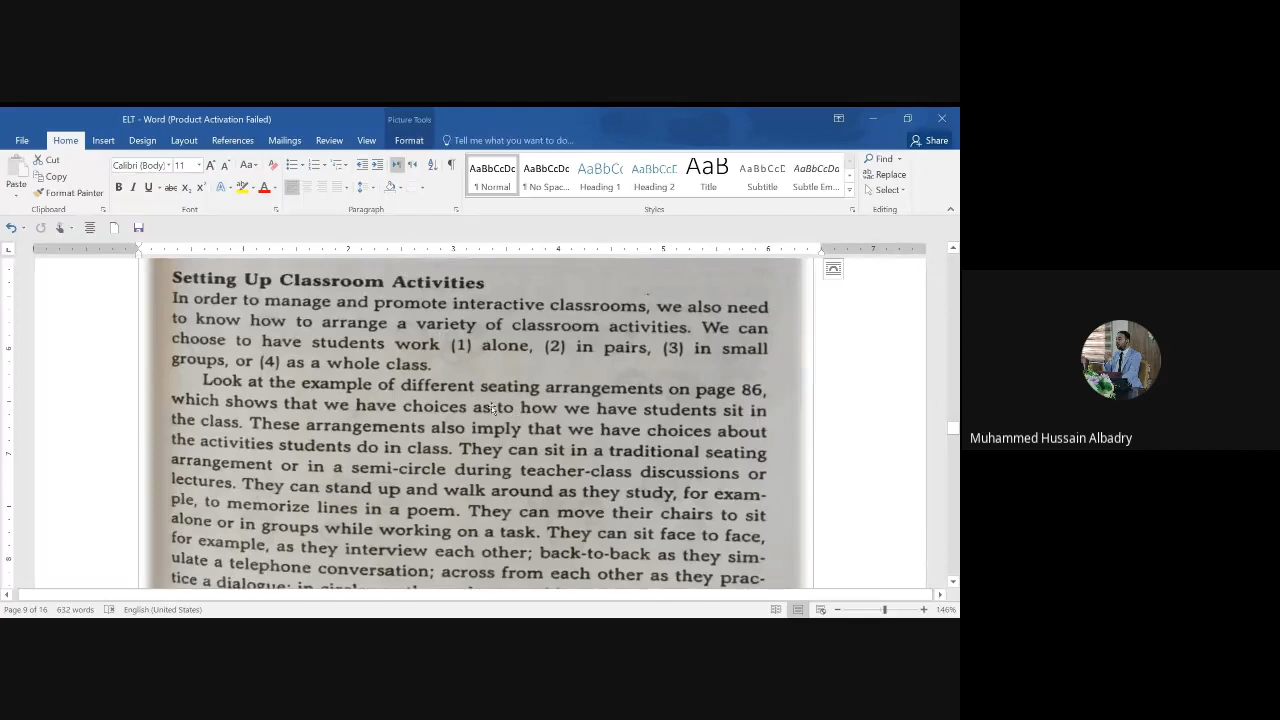 ELT - Word (Product Activation Failed)
Picture Tools
File
Home
Insert
Design
Layout
References
Mailings
Review
View
Format
Tell me what you want to do...
Share
Paste
Cut
Copy
Format Painter
Clipboard
Calibri (Body)
11
Font
Paragraph
AaBbCcDc
¶ Normal
AaBbCcDc
¶ No Spac...
AaBbCc
Heading 1
AaBbCcD
Heading 2
AaB
Title
AaBbCcD
Subtitle
AaBbCcDc
Subtle Em...
Styles
Find
Replace
Select
Editing
2 3 4 5 6 7
Setting Up Classroom Activities
In order to manage and promote interactive classrooms, we also need
to know how to arrange a variety of classroom activities. We can
choose to have students work (1) alone, (2) in pairs, (3) in small
groups, or (4) as a whole class.
Look at the example of different seating arrangements on page 86,
which shows that we have choices as to how we have students sit in
the class. These arrangements also imply that we have choices about
the activities students do in class. They can sit in a traditional seating
arrangement or in a semi-circle during teacher-class discussions or
lectures. They can stand up and walk around as they study, for exam-
ple, to memorize lines in a poem. They can move their chairs to sit
alone or in groups while working on a task. They can sit face to face,
for example, as they interview each other; back-to-back as they sim-
ulate a telephone conversation; across from each other as they prac-
tice a dialogue; in
Page 9 of 16
632 words
English (United States)
146%
Muhammed Hussain Albadry